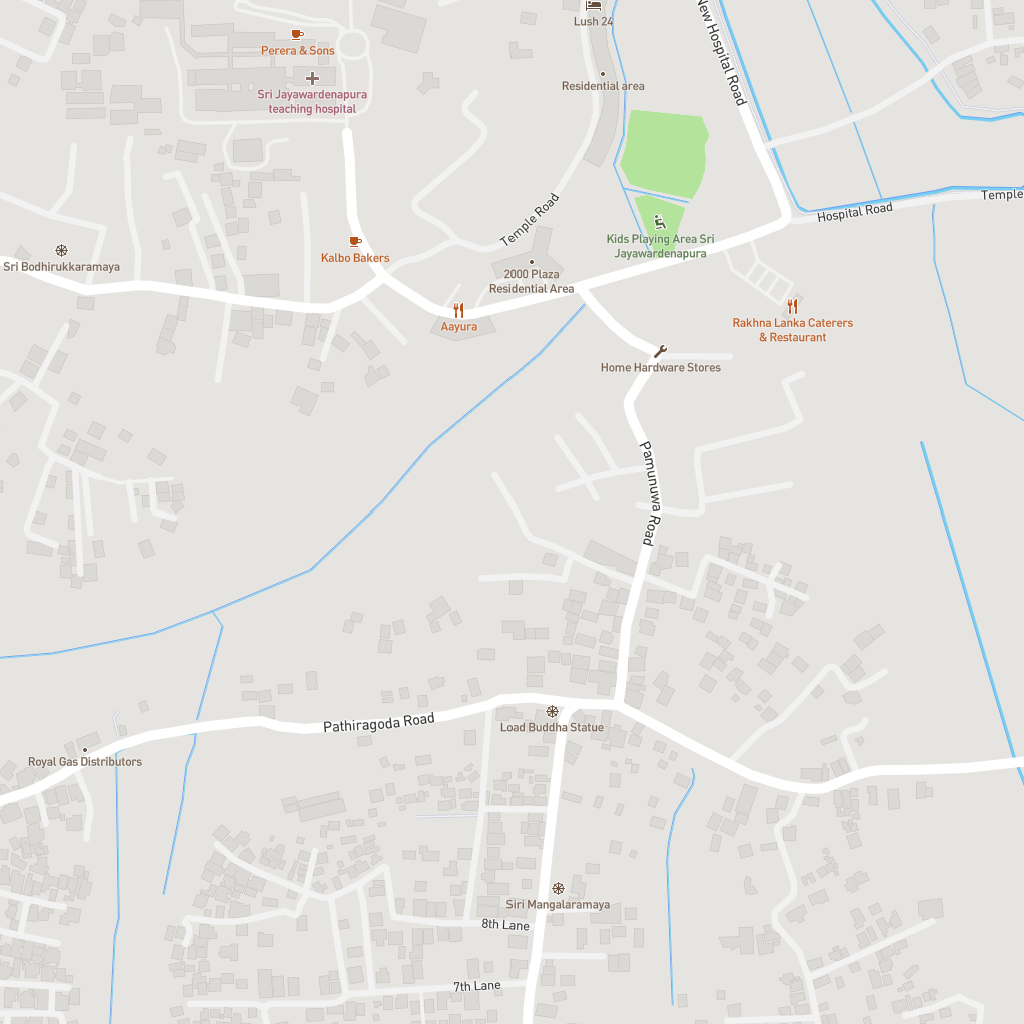 Lush 24
Perera & Sons
New Hospital Road
Residential area
Sri Jayawardenapura
teaching hospital
Temple
Hospital Road
Temple Road
Kids Playing Area Sri
Jayawardenapura
Kalbo Bakers
Sri Bodhirukkaramaya
2000 Plaza
Residential Area
Aayura
Rakhna Lanka Caterers
& Restaurant
Home Hardware Stores
Pamunuwa Road
Pathiragoda Road
Load Buddha Statue
Royal Gas Distributors
Siri Mangalaramaya
8th Lane
7th Lane